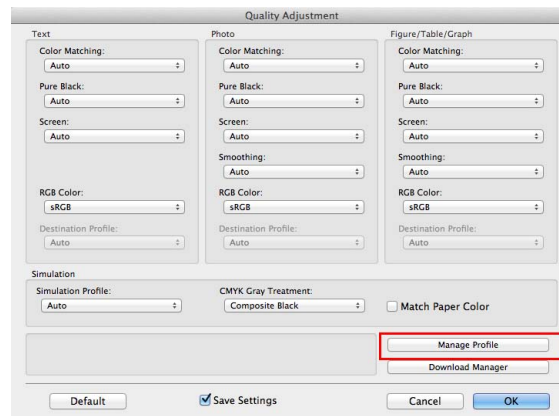 Quality Adjustment
Text
Color Matching:
Auto
Pure Black:
Auto
Screen:
Auto
RGB Color:
sRGB
Destination Profile:
Auto
Photo
Color Matching:
Auto
Pure Black:
Auto
Screen:
Auto
Smoothing:
Auto
RGB Color:
sRGB
Destination Profile:
Auto
Figure/Table/Graph
Color Matching:
Auto
Pure Black:
Auto
Screen:
Auto
Smoothing:
Auto
RGB Color:
sRGB
Destination Profile:
Auto
Simulation
Simulation Profile:
Auto
CMYK Gray Treatment:
Composite Black
Match Paper Color
Manage Profile
Download Manager
Default
Save Settings
Cancel
OK